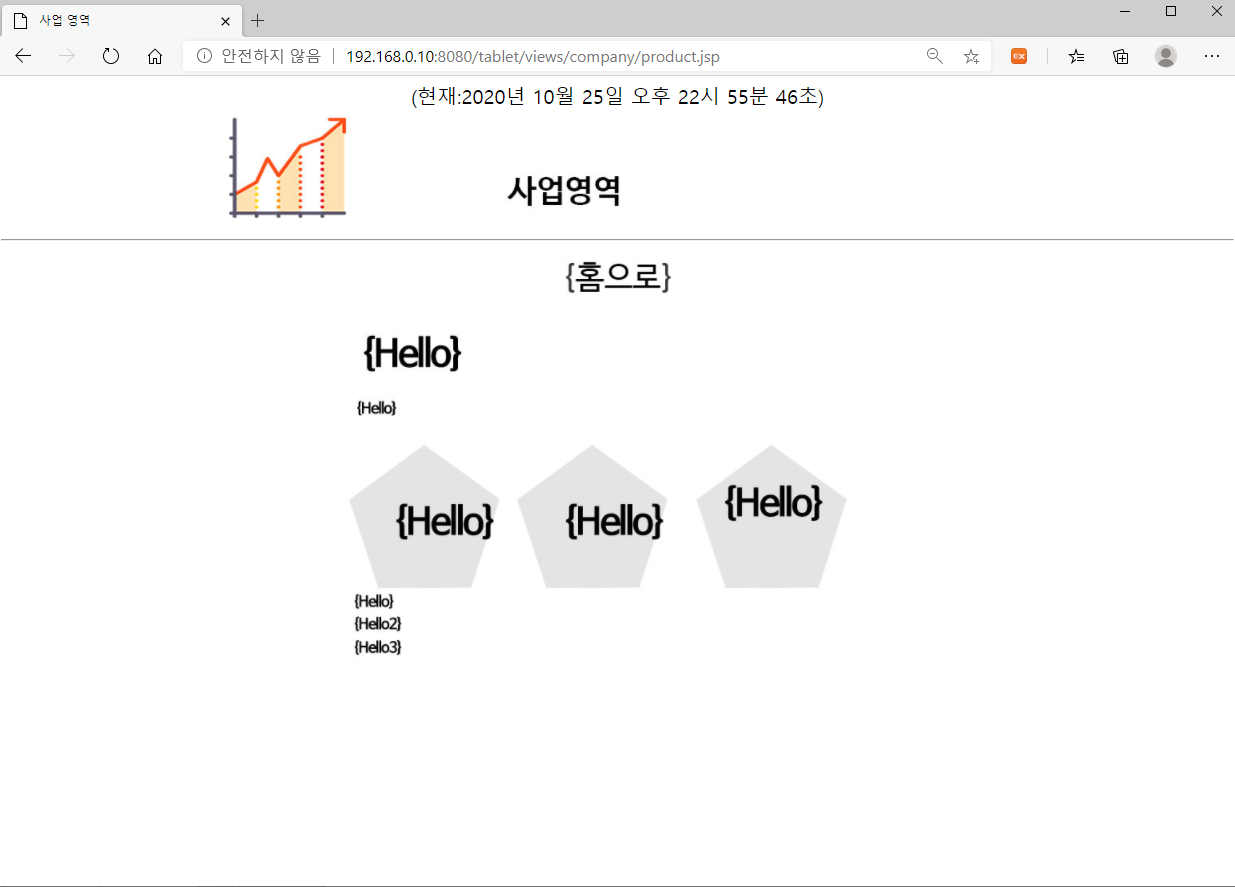 사업 영역
안전하지 않음 192.168.0.10:8080/tablet/views/company/product.jsp
(현재:2020년 10월 25일 오후 22시 55분 46초)
사업영역
{홈으로}
{Hello}
{Hello}
{Hello} {Hello} {Hello}
{Hello}
{Hello2}
{Hello3}